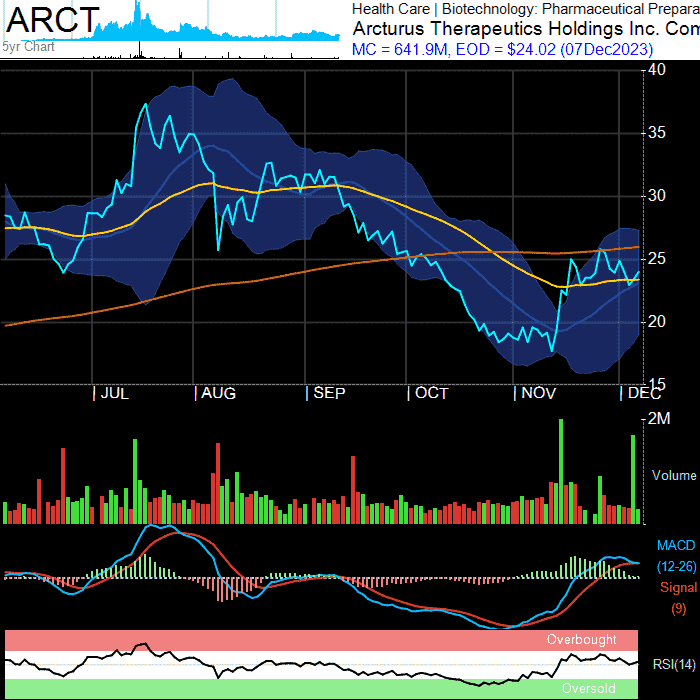 ARCT
5yr Chart
Health Care | Biotechnology: Pharmaceutical Prepara
Arcturus Therapeutics Holdings Inc. Com
MC = 641.9M, EOD = $24.02 (07Dec2023)
40
35
30
25
20
15
| JUL | AUG | SEP | OCT | NOV | DEC
2M
Volume
MACD
(12-26)
Signal
(9)
Overbought
RSI(14)
Oversold